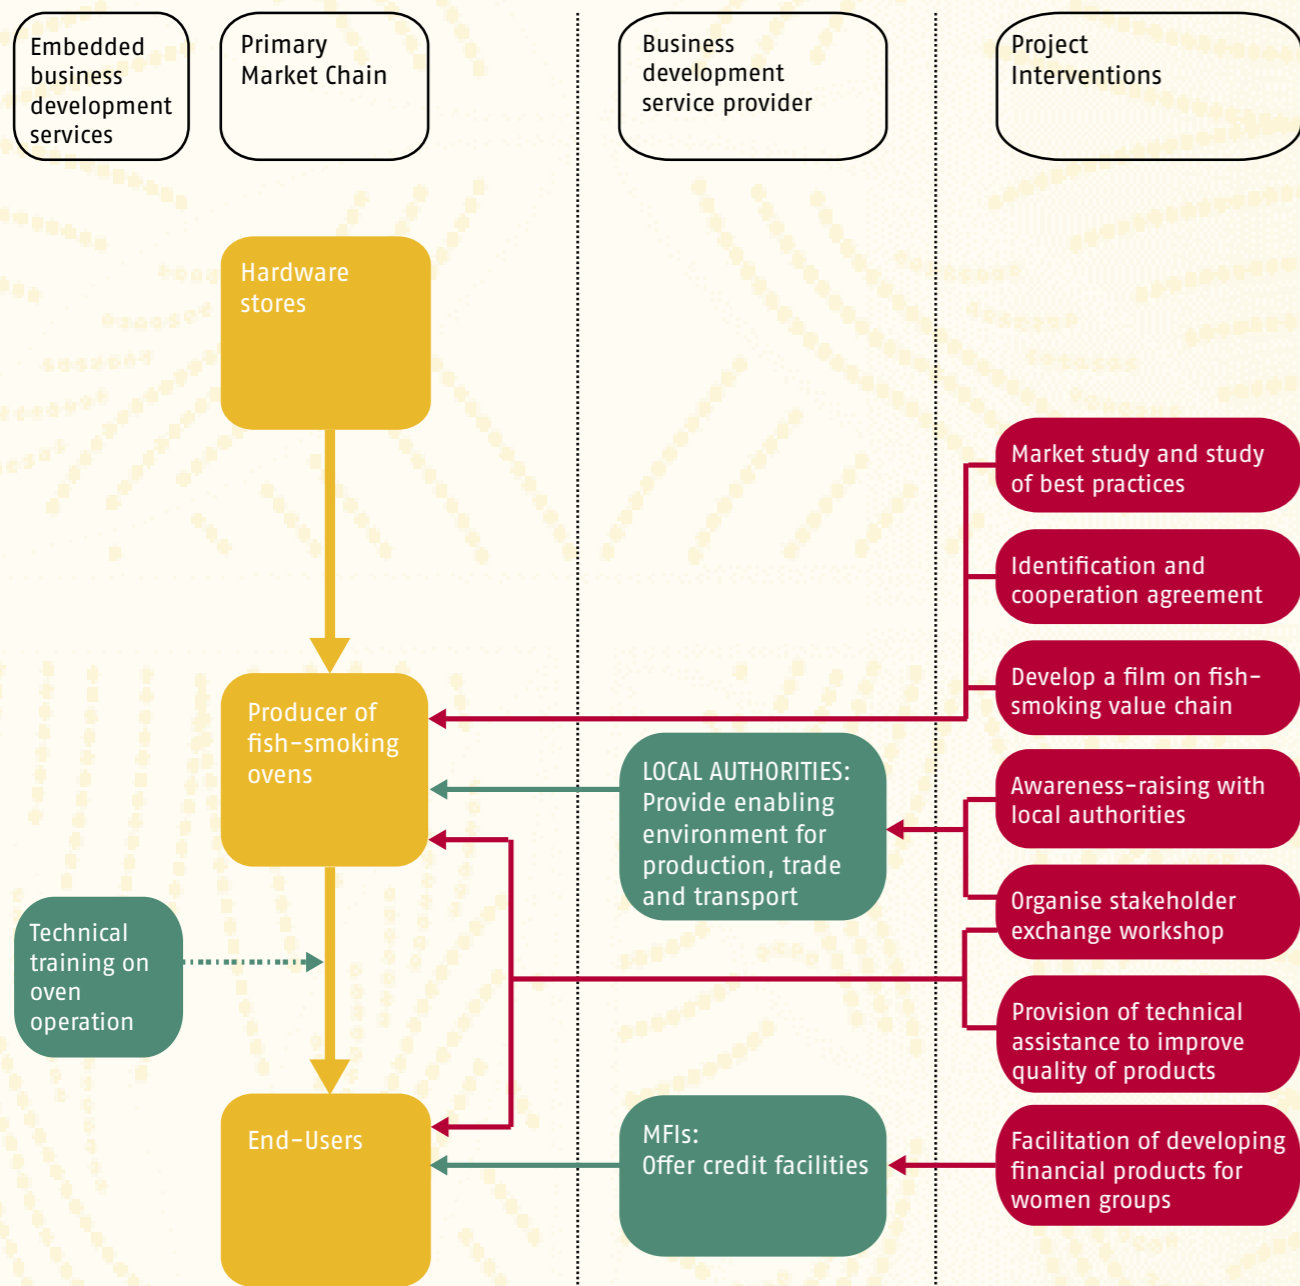 Embedded
business
development
services
Primary
Market Chain
Business
development
service provider
Project
Interventions
Hardware
stores
Market study and study
of best practices
Identification and
cooperation agreement
Develop a film on fish-
smoking value chain
Producer of
fish-smoking
ovens
LOCAL AUTHORITIES:
Provide enabling
environment for
production, trade
and transport
Awareness-raising with
local authorities
Organise stakeholder
exchange workshop
Technical
training on
oven
operation
Provision of technical
assistance to improve
quality of products
End-Users
MFIs:
Offer credit facilities
Facilitation of developing
financial products for
women groups